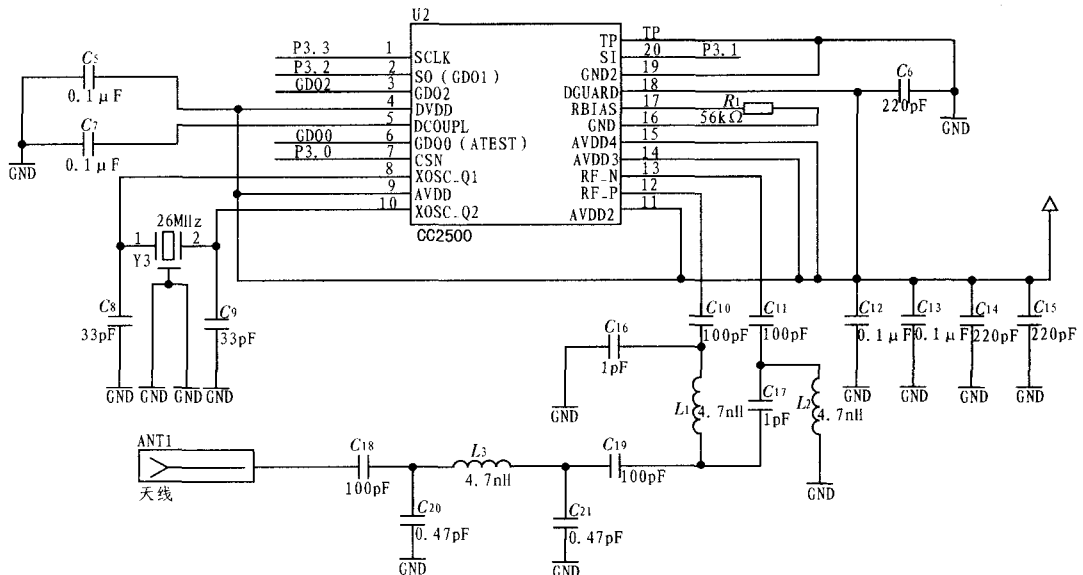 U2
P3.3 1 SCLK
P3.2 2 SO (GDO1)
GDO2 3 GDO2
4 DVDD
5 DCOUPL
GDO0 6 GDO0 (ATEST)
P3.0 7 CSN
8 XOSC_Q1
9 AVDD
10 XOSC_Q2
TP TP
SI 20 P3.1
GND2 19
DGUARD 18
RBIAS 17
GND 16
AVDD4 15
AVDD3 14
RF_N 13
RF_P 12
AVDD2 11
CC2500
C5
0.1μF
C7
0.1μF
GND
C6
220pF
GND
R1
56kΩ
26MHz
1 2
Y3
C8
33pF
C9
33pF
GND GND GND GND
C10
100pF
C11
100pF
C12
0.1μF
C13
0.1μF
C14
220pF
C15
220pF
GND GND GND GND
C16
1pF
GND
L1 4.7nH
C17
1pF
L2 4.7nH
GND
ANT1
天线
C18
100pF
L3
4.7nH
C19
100pF
C20
0.47pF
GND
C21
0.47pF
GND